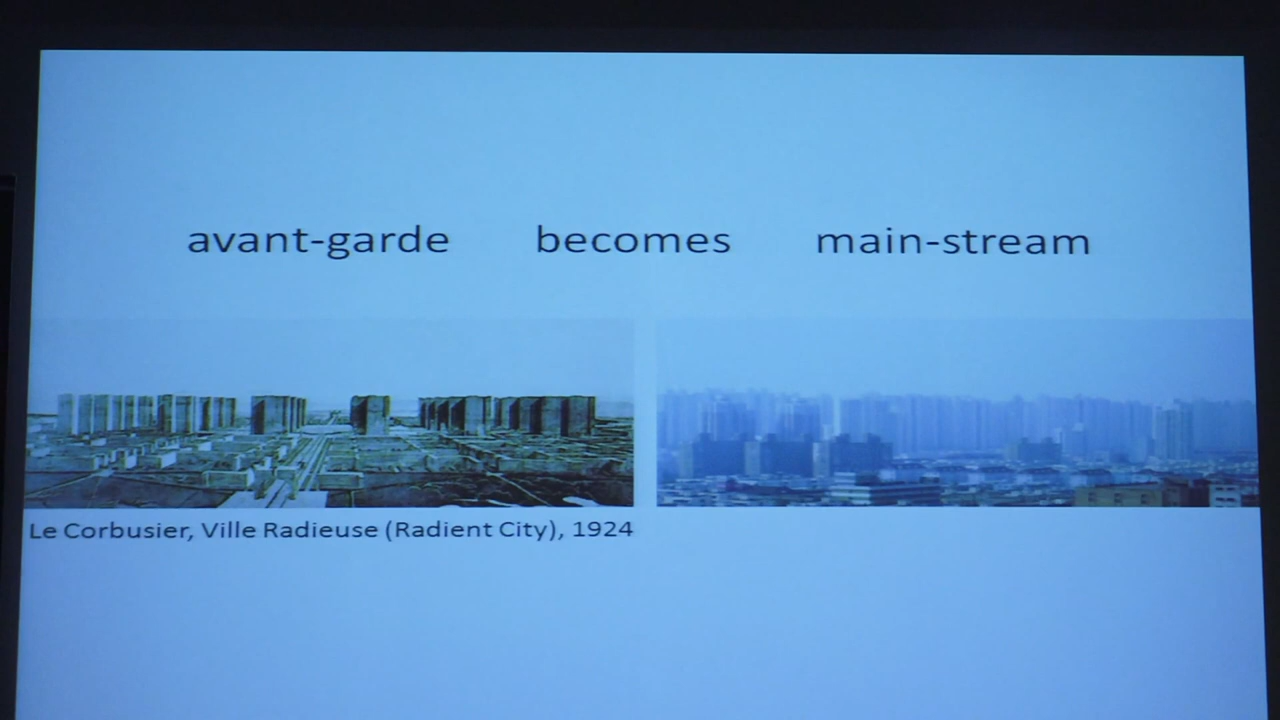 avant-garde becomes main-stream
Le Corbusier, Ville Radieuse (Radient City), 1924